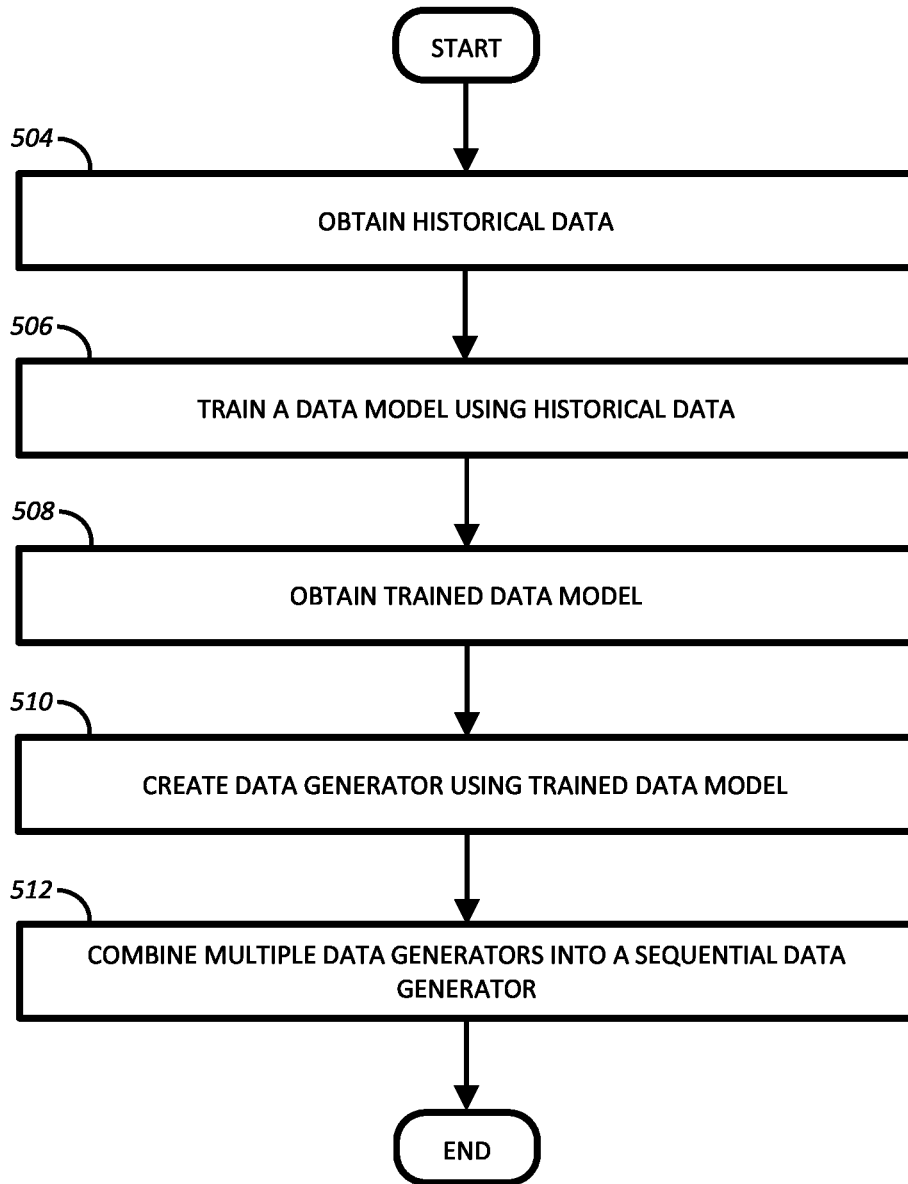 START
504
OBTAIN HISTORICAL DATA
506
TRAIN A DATA MODEL USING HISTORICAL DATA
508
OBTAIN TRAINED DATA MODEL
510
CREATE DATA GENERATOR USING TRAINED DATA MODEL
512
COMBINE MULTIPLE DATA GENERATORS INTO A SEQUENTIAL DATA
GENERATOR
END